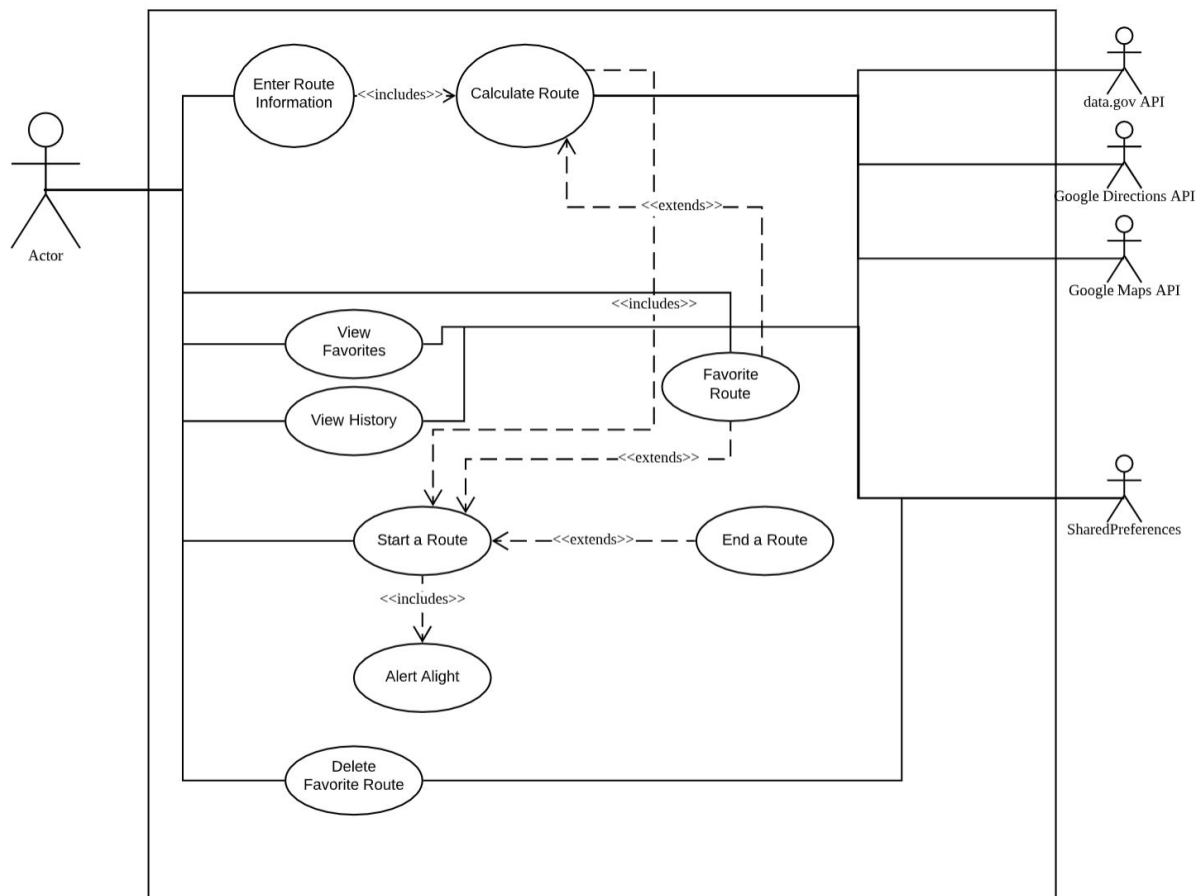 data.gov API
Enter Route
Information
<<includes>>
Calculate Route
Google Directions API
<<extends>>
Actor
Google Maps API
<<includes>>
View
Favorites
Favorite
Route
View History
<<extends>>
SharedPreferences
Start a Route
<<extends>>
End a Route
<<includes>>
Alert Alight
Delete
Favorite Route